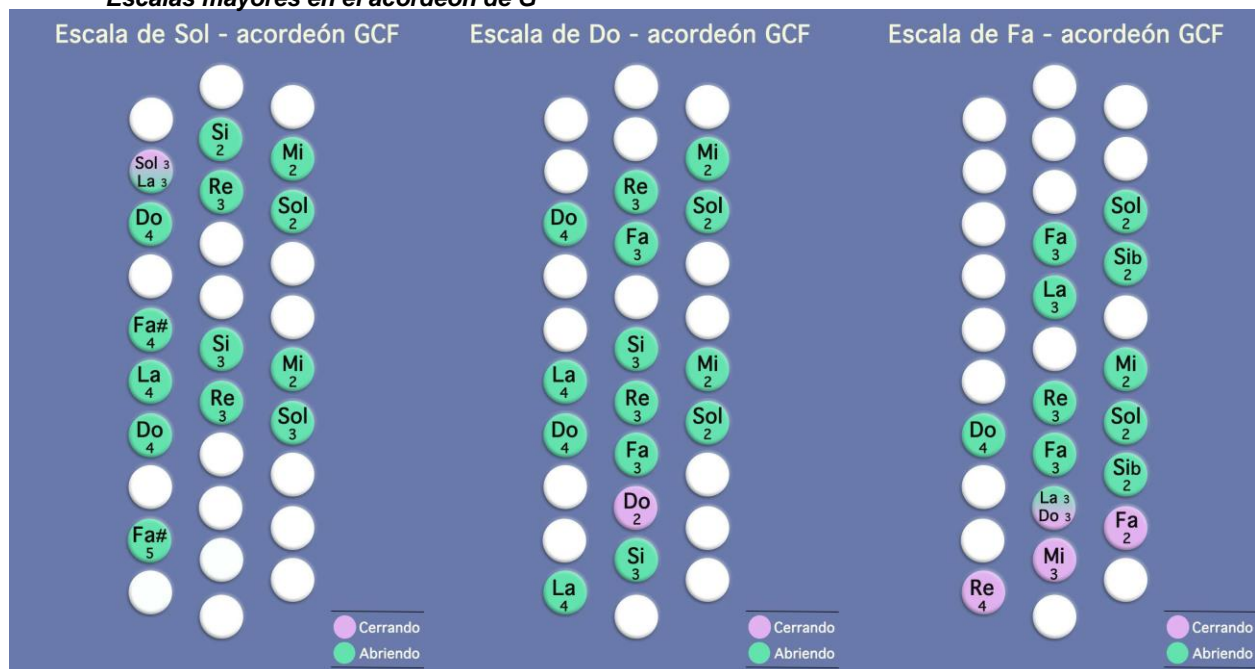 Escalas mayores en el acordeón de G
Escala de Sol - acordeón GCF
Si
2
Mi
2
Sol 3
La 3
Re
3
Do
4
Sol
2
Fa#
4
Si
3
La
4
Mi
2
Re
3
Do
4
Sol
3
Fa#
5
Cerrando
Abriendo
Escala de Do - acordeón GCF
Mi
2
Re
3
Do
4
Sol
2
Fa
3
Si
3
La
4
Mi
2
Re
3
Do
4
Sol
2
Fa
3
Do
2
Si
3
La
4
Cerrando
Abriendo
Escala de Fa - acordeón GCF
Sol
2
Fa
3
Sib
2
La
3
Mi
2
Re
3
Do
4
Sol
2
Fa
3
Sib
2
La 3
Do 3
Fa
2
Mi
3
Re
4
Cerrando
Abriendo